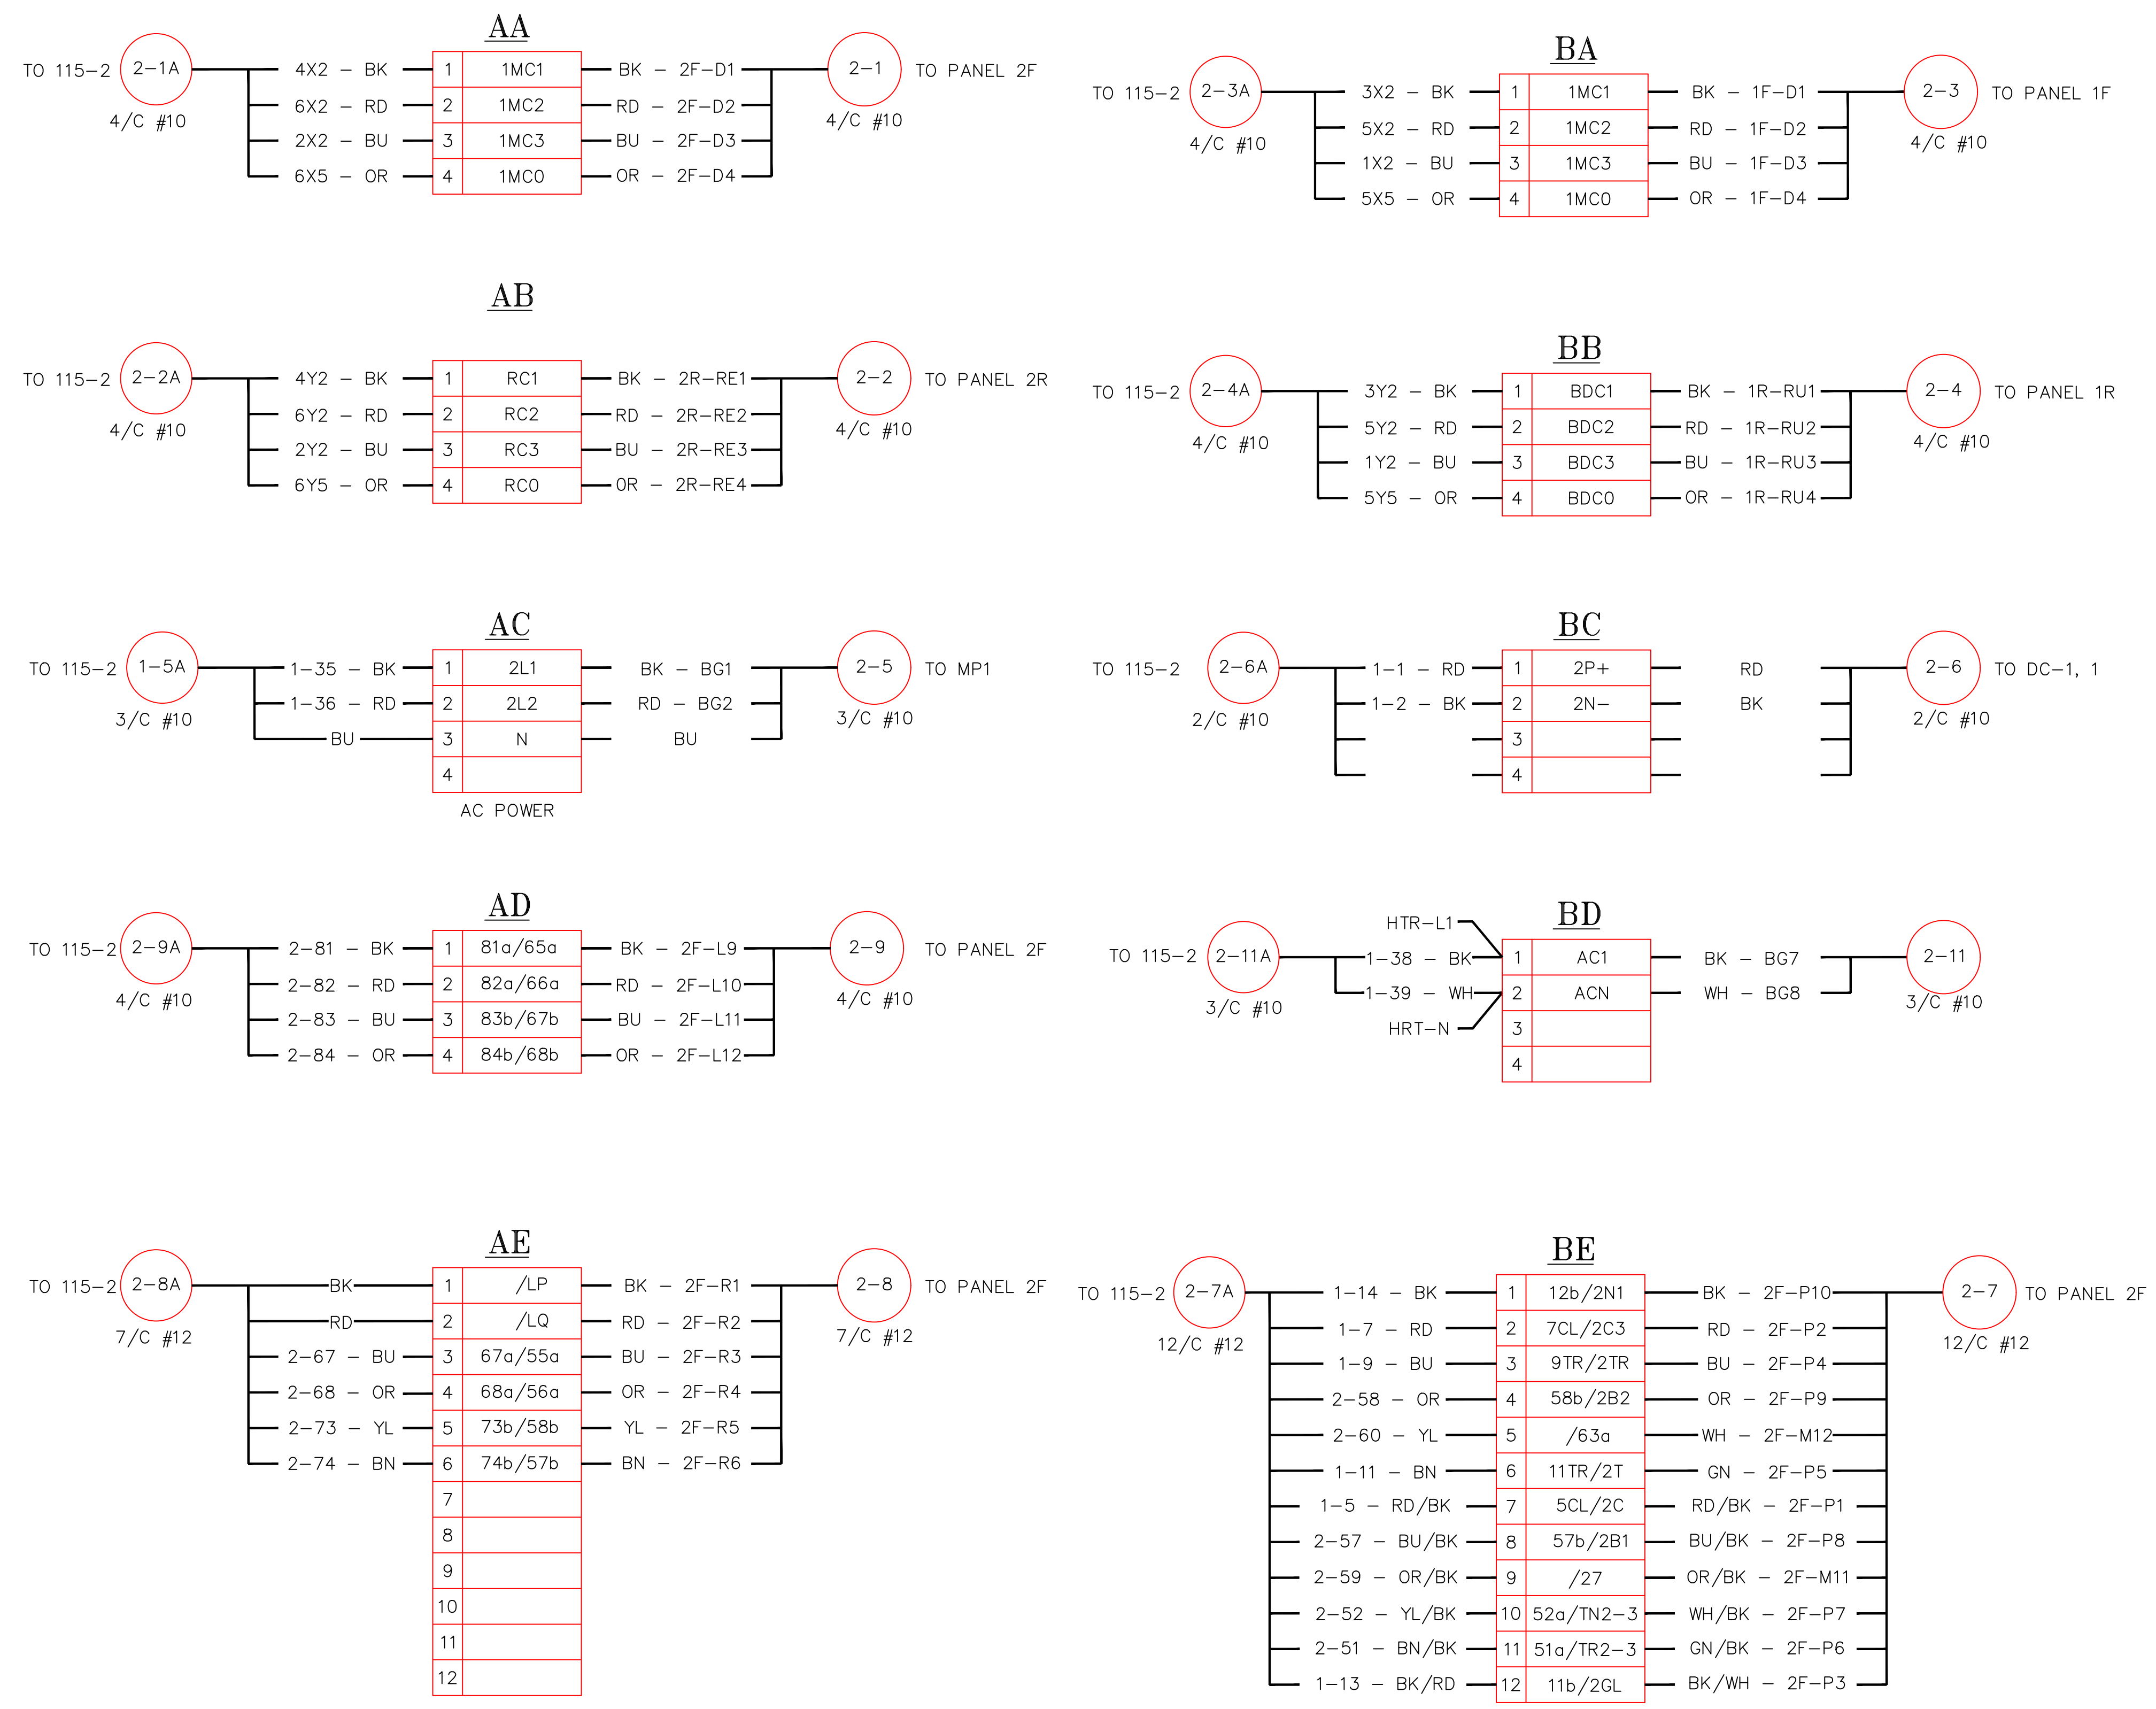 AA
TO 115-2 2-1A 4X2 - BK 1 1MC1 BK - 2F-D1 2-1 TO PANEL 2F
6X2 - RD 2 1MC2 RD - 2F-D2
4/C #10 4/C #10
2X2 - BU 3 1MC3 BU - 2F-D3
6X5 - OR 4 1MC0 OR - 2F-D4
BA
TO 115-2 2-3A 3X2 - BK 1 1MC1 BK - 1F-D1 2-3 TO PANEL 1F
5X2 - RD 2 1MC2 RD - 1F-D2
4/C #10 4/C #10
1X2 - BU 3 1MC3 BU - 1F-D3
5X5 - OR 4 1MC0 OR - 1F-D4
AB
TO 115-2 2-2A 4Y2 - BK 1 RC1 BK - 2R-RE1 2-2 TO PANEL 2R
6Y2 - RD 2 RC2 RD - 2R-RE2
4/C #10 4/C #10
2Y2 - BU 3 RC3 BU - 2R-RE3
6Y5 - OR 4 RC0 OR - 2R-RE4
BB
TO 115-2 2-4A 3Y2 - BK 1 BDC1 BK - 1R-RU1 2-4 TO PANEL 1R
5Y2 - RD 2 BDC2 RD - 1R-RU2
4/C #10 4/C #10
1Y2 - BU 3 BDC3 BU - 1R-RU3
5Y5 - OR 4 BDC0 OR - 1R-RU4
AC
TO 115-2 1-5A 1-35 - BK 1 2L1 BK - BG1 2-5 TO MP1
1-36 - RD 2 2L2 RD - BG2
3/C #10 3/C #10
BU 3 N BU
4
AC POWER
BC
TO 115-2 2-6A 1-1 - RD 1 2P+ RD 2-6 TO DC-1, 1
1-2 - BK 2 2N- BK
2/C #10 2/C #10
3
4
AD
TO 115-2 2-9A 2-81 - BK 1 81a/65a BK - 2F-L9 2-9 TO PANEL 2F
2-82 - RD 2 82a/66a RD - 2F-L10
4/C #10 4/C #10
2-83 - BU 3 83b/67b BU - 2F-L11
2-84 - OR 4 84b/68b OR - 2F-L12
BD
HTR-L1
TO 115-2 2-11A 1-38 - BK 1 AC1 BK - BG7 2-11
1-39 - WH 2 ACN WH - BG8
3/C #10 3/C #10
HRT-N 3
4
AE
TO 115-2 2-8A BK 1 /LP BK - 2F-R1 2-8 TO PANEL 2F
RD 2 /LQ RD - 2F-R2
7/C #12 7/C #12
2-67 - BU 3 67a/55a BU - 2F-R3
2-68 - OR 4 68a/56a OR - 2F-R4
2-73 - YL 5 73b/58b YL - 2F-R5
2-74 - BN 6 74b/57b BN - 2F-R6
7
8
9
10
11
12
BE
TO 115-2 2-7A 1-14 - BK 1 12b/2N1 BK - 2F-P10 2-7 TO PANEL 2F
1-7 - RD 2 7CL/2C3 RD - 2F-P2
12/C #12 12/C #12
1-9 - BU 3 9TR/2TR BU - 2F-P4
2-58 - OR 4 58b/2B2 OR - 2F-P9
2-60 - YL 5 /63a WH - 2F-M12
1-11 - BN 6 11TR/2T GN - 2F-P5
1-5 - RD/BK 7 5CL/2C RD/BK - 2F-P1
2-57 - BU/BK 8 57b/2B1 BU/BK - 2F-P8
2-59 - OR/BK 9 /27 OR/BK - 2F-M11
2-52 - YL/BK 10 52a/TN2-3 WH/BK - 2F-P7
2-51 - BN/BK 11 51a/TR2-3 GN/BK - 2F-P6
1-13 - BK/RD 12 11b/2GL BK/WH - 2F-P3